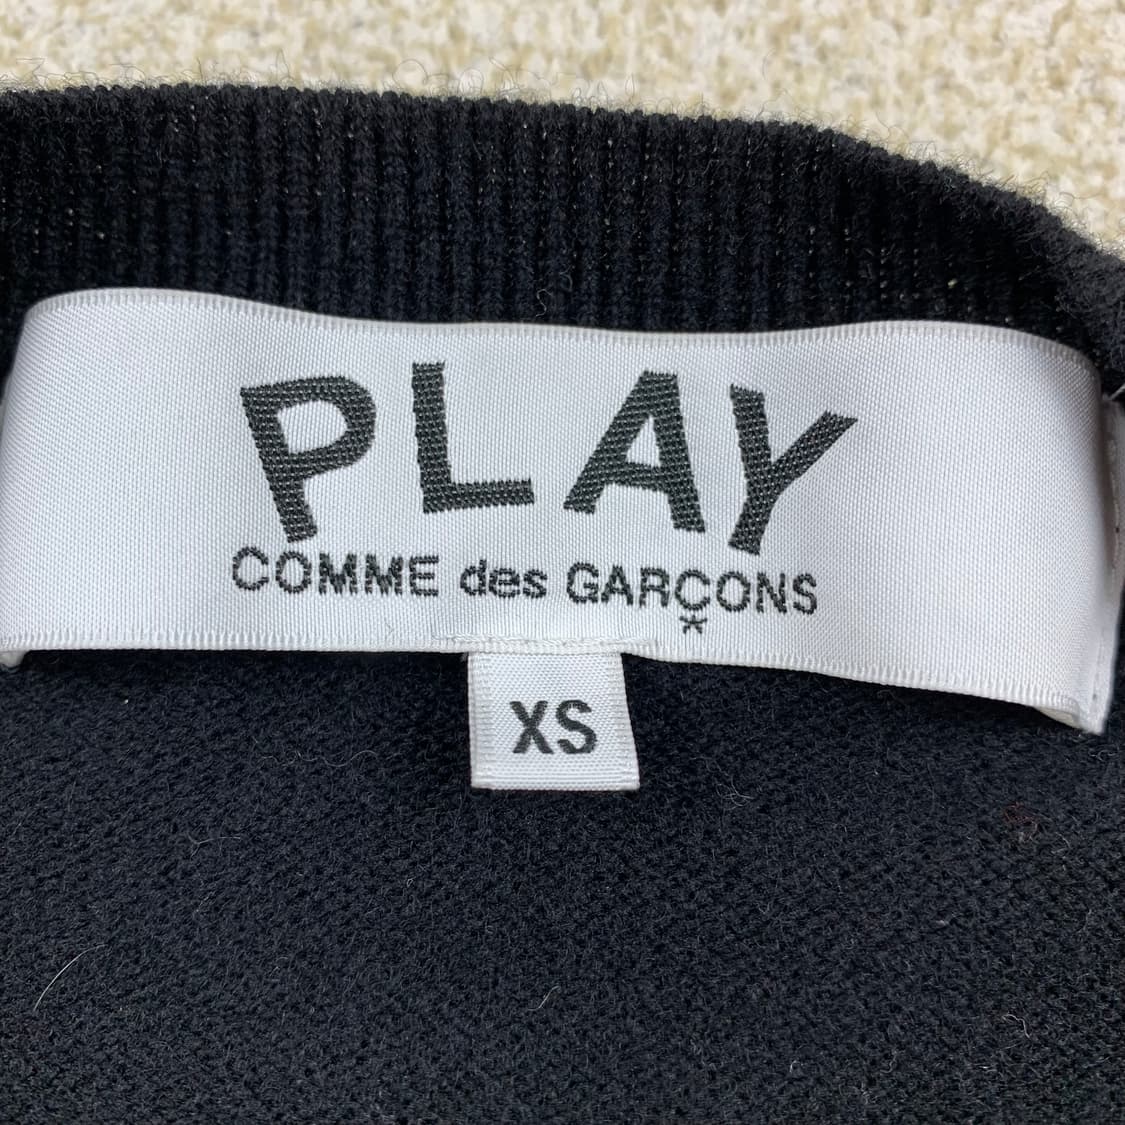 PLAY
COMME des GARÇONS
*
XS